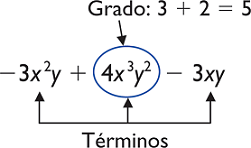 Grado: 3 + 2 = 5
−3x²y + 4x³y² − 3xy
Términos